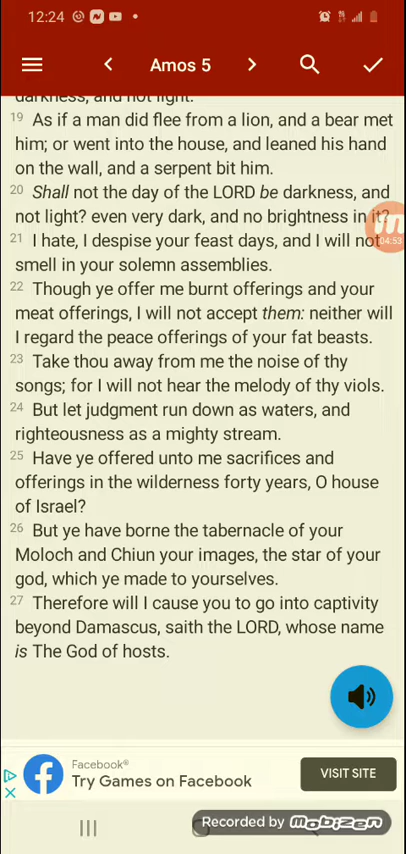 12:24
Amos 5
darkness, and not light.
19 As if a man did flee from a lion, and a bear met
him; or went into the house, and leaned his hand
on the wall, and a serpent bit him.
20 Shall not the day of the LORD be darkness, and
not light? even very dark, and no brightness in it?
04:53
21 I hate, I despise your feast days, and I will not
smell in your solemn assemblies.
22 Though ye offer me burnt offerings and your
meat offerings, I will not accept them: neither will
I regard the peace offerings of your fat beasts.
23 Take thou away from me the noise of thy
songs; for I will not hear the melody of thy viols.
24 But let judgment run down as waters, and
righteousness as a mighty stream.
25 Have ye offered unto me sacrifices and
offerings in the wilderness forty years, O house
of Israel?
26 But ye have borne the tabernacle of your
Moloch and Chiun your images, the star of your
god, which ye made to yourselves.
27 Therefore will I cause you to go into captivity
beyond Damascus, saith the LORD, whose name
is The God of hosts.
Facebook®
Try Games on Facebook
VISIT SITE
Recorded by Mobizen